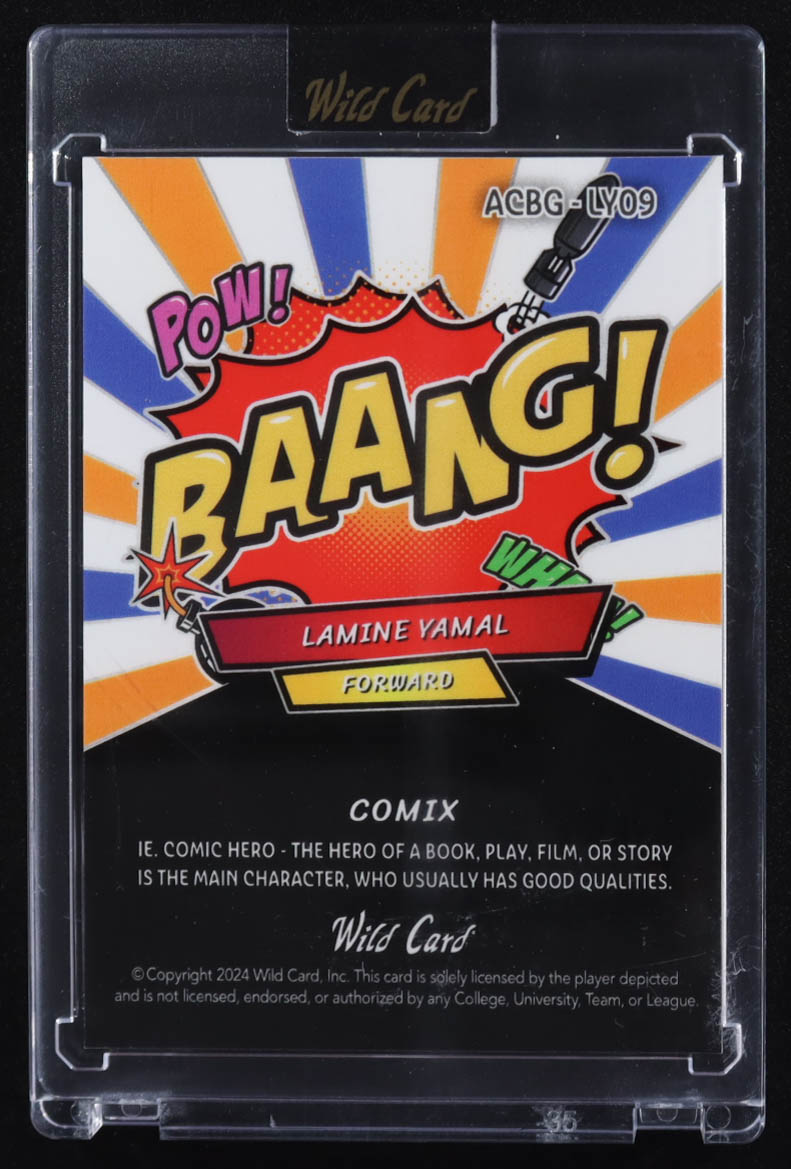 Wild Card
ACBG - LY09
POW!
BAANG!
LAMINE YAMAL
FORWARD
COMIX
IE. COMIC HERO - THE HERO OF A BOOK, PLAY, FILM, OR STORY
IS THE MAIN CHARACTER, WHO USUALLY HAS GOOD QUALITIES.
Wild Card
©Copyright 2024 Wild Card, Inc. This card is solely licensed by the player depicted
and is not licensed, endorsed, or authorized by any College, University, Team, or League.